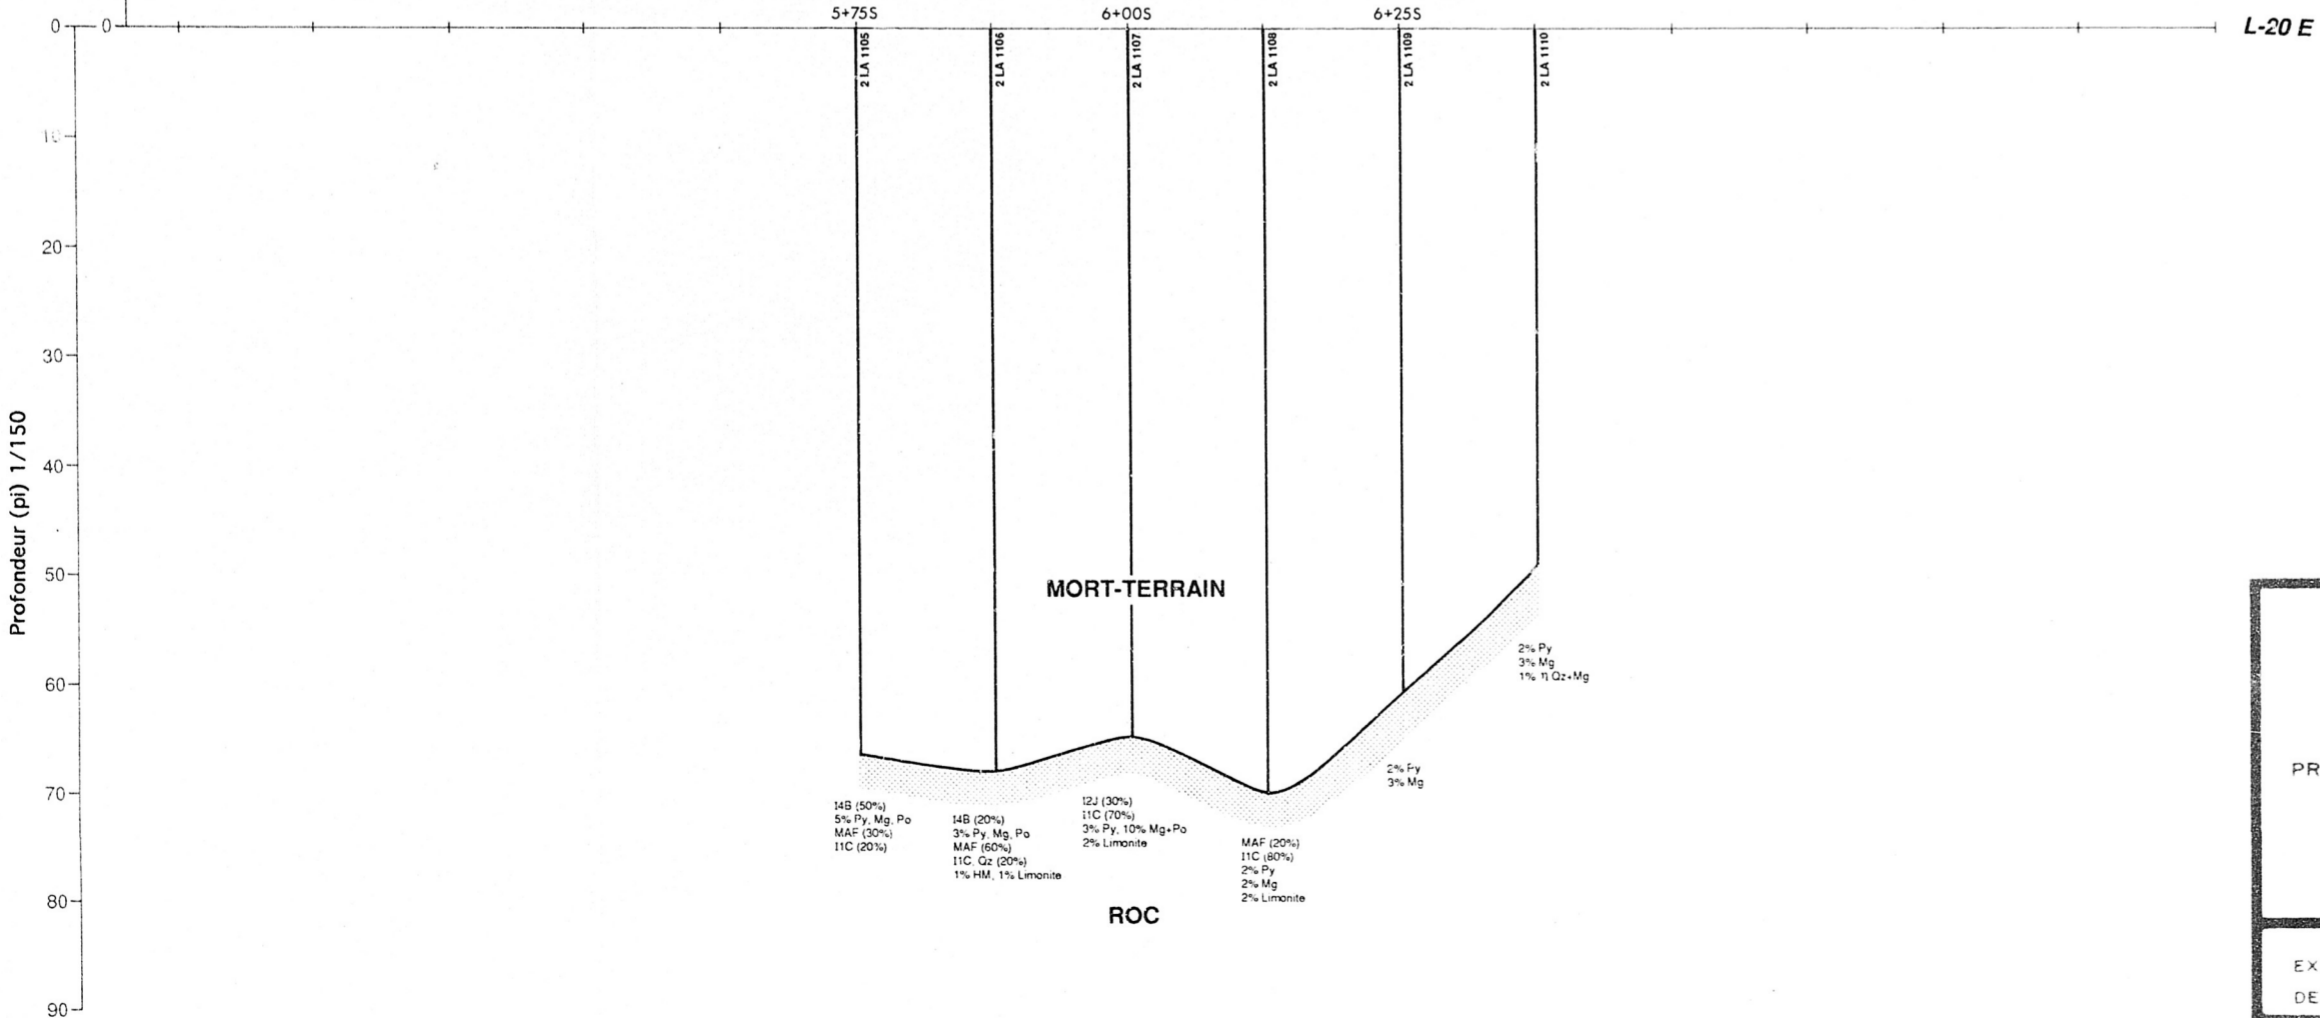 5+75S 6+00S 6+25S
0 0 L-20 E
2 LA 1105
2 LA 1106
2 LA 1107
2 LA 1108
2 LA 1109
2 LA 1110
10
20
30
40
50
60
70
80
90
Profondeur (pi) 1/150
MORT-TERRAIN
2% Py
3% Mg
1% η Qz+Mg
2% Py
3% Mg
I4B (50%)
5% Py, Mg, Po
MAF (30%)
I1C (20%)
I4B (20%)
3% Py, Mg, Po
MAF (60%)
I1C, Qz (20%)
1% HM, 1% Limonite
I2J (30%)
I1C (70%)
3% Py, 10% Mg+Po
2% Limonite
MAF (20%)
I1C (80%)
2% Py
2% Mg
2% Limonite
ROC
PR
EX
DE